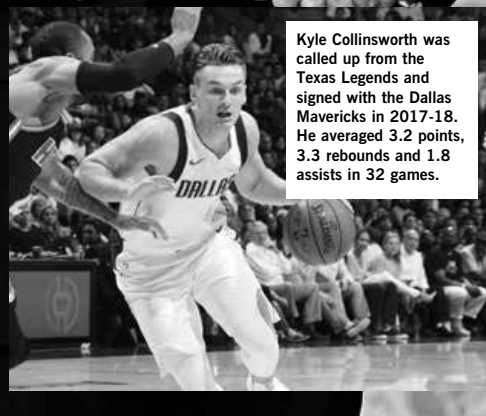 Kyle Collinsworth was
called up from the
Texas Legends and
signed with the Dallas
Mavericks in 2017-18.
He averaged 3.2 points,
3.3 rebounds and 1.8
assists in 32 games.
DALLAS
SPALDING